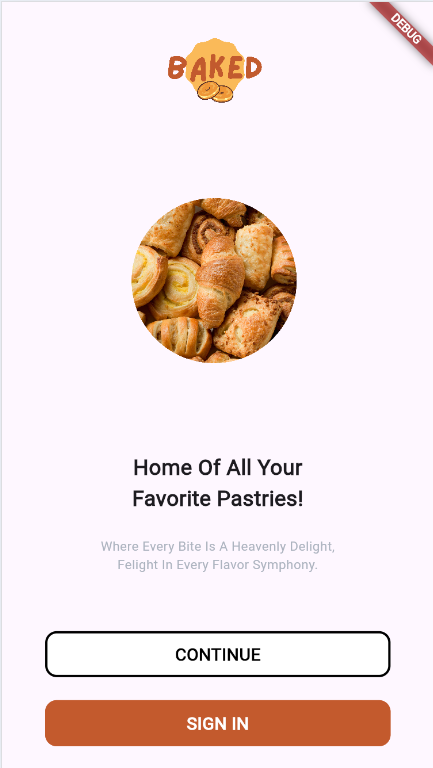 DEBUG
BAKED
Home Of All Your
Favorite Pastries!
Where Every Bite Is A Heavenly Delight,
Felight In Every Flavor Symphony.
CONTINUE
SIGN IN